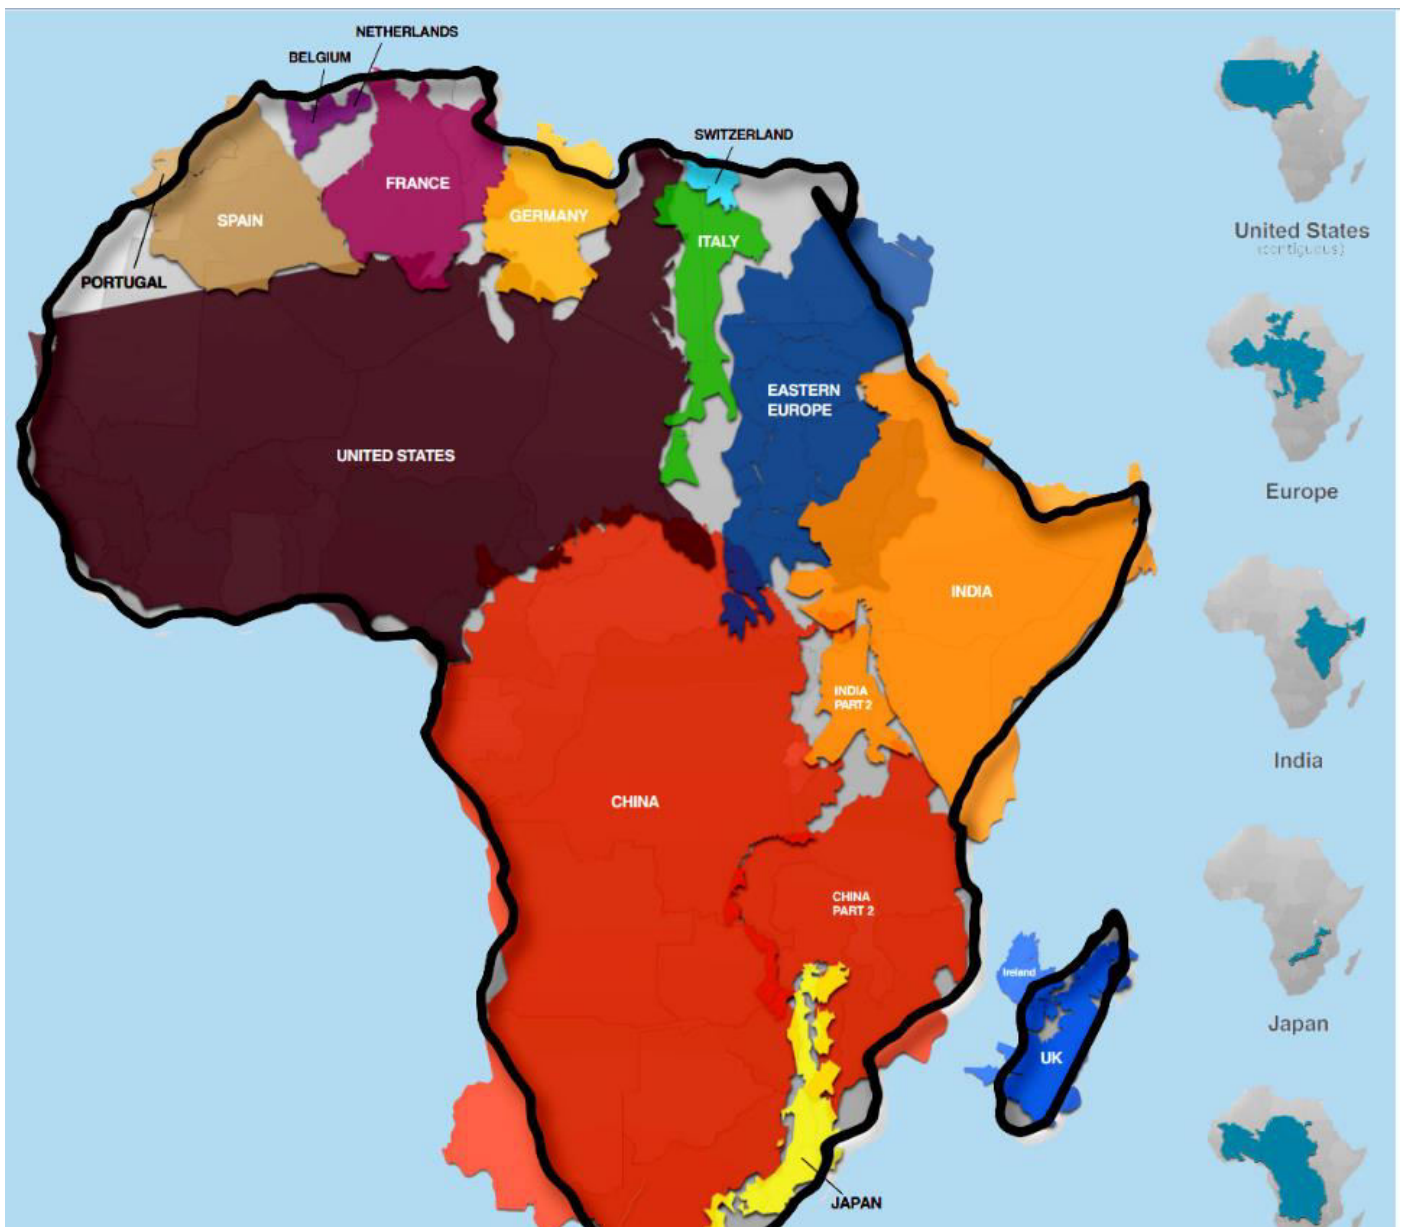 NETHERLANDS
BELGIUM
SWITZERLAND
FRANCE
SPAIN
GERMANY
ITALY
PORTUGAL
United States
(contiguous)
EASTERN
EUROPE
UNITED STATES
Europe
INDIA
INDIA
PART 2
India
CHINA
CHINA
PART 2
Ireland
Japan
UK
JAPAN